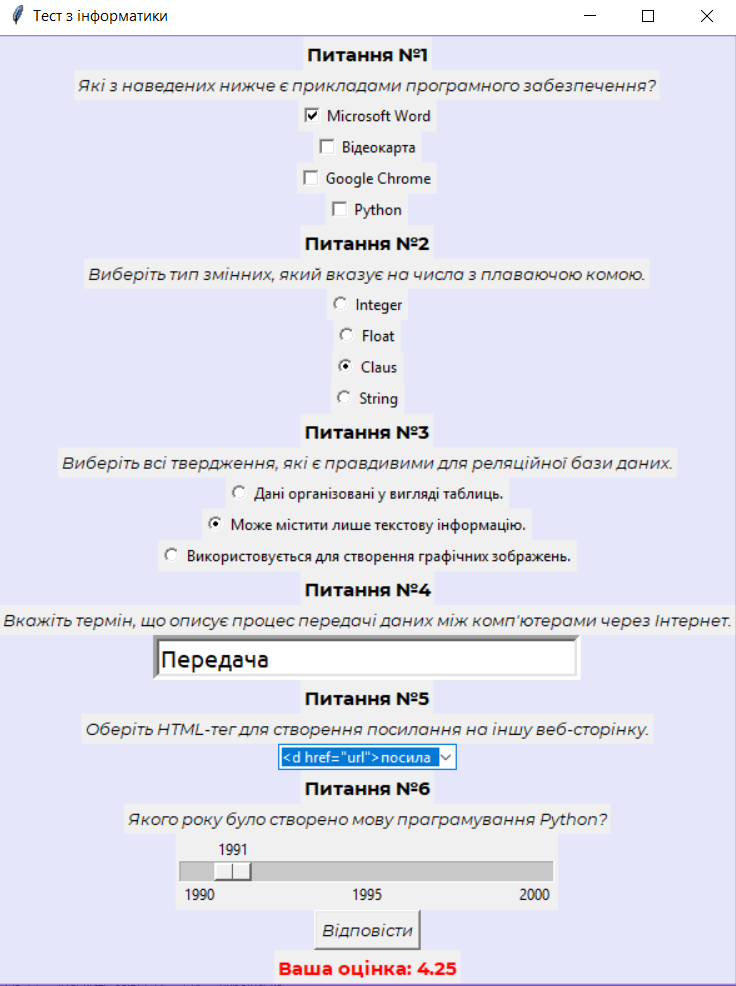 Тест з інформатики
Питання №1
Які з наведених нижче є прикладами програмного забезпечення?
Microsoft Word
Відеокарта
Google Chrome
Python
Питання №2
Виберіть тип змінних, який вказує на числа з плаваючою комою.
Integer
Float
Claus
String
Питання №3
Виберіть всі твердження, які є правдивими для реляційної бази даних.
Дані організовані у вигляді таблиць.
Може містити лише текстову інформацію.
Використовується для створення графічних зображень.
Питання №4
Вкажіть термін, що описує процес передачі даних між комп'ютерами через Інтернет.
Передача
Питання №5
Оберіть HTML-тег для створення посилання на іншу веб-сторінку.
<d href="url">посила
Питання №6
Якого року було створено мову праграмування Python?
1991
1990 1995 2000
Відповісти
Ваша оцінка: 4.25